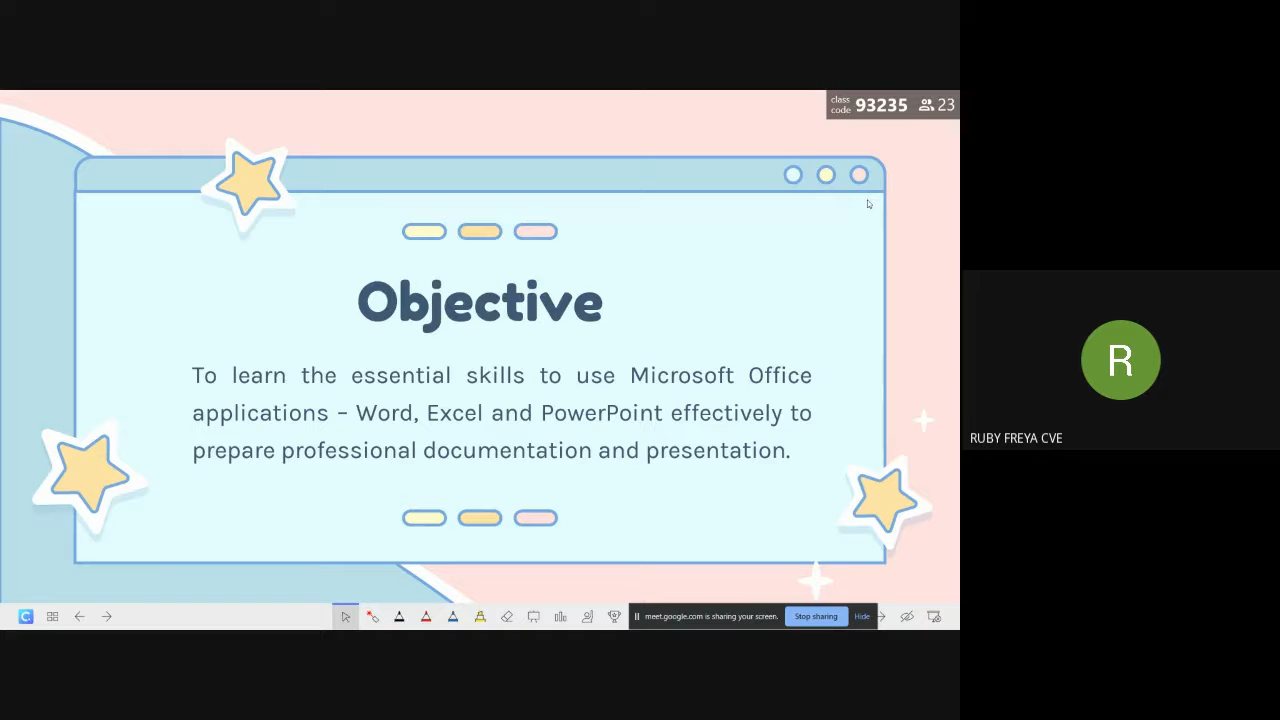 class
code 93235 23
Objective
To learn the essential skills to use Microsoft Office
applications – Word, Excel and PowerPoint effectively to
prepare professional documentation and presentation.
R
RUBY FREYA CVE
meet.google.com is sharing your screen. Stop sharing Hide